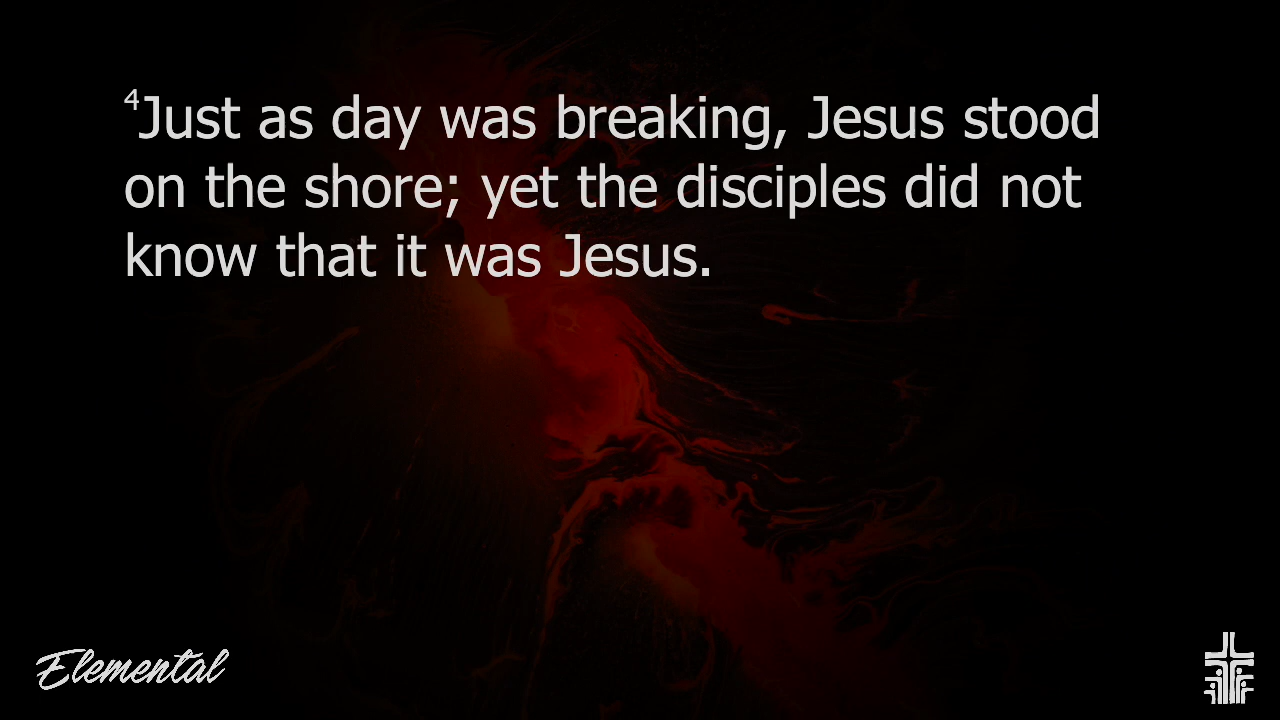 ⁴Just as day was breaking, Jesus stood
on the shore; yet the disciples did not
know that it was Jesus.
Elemental